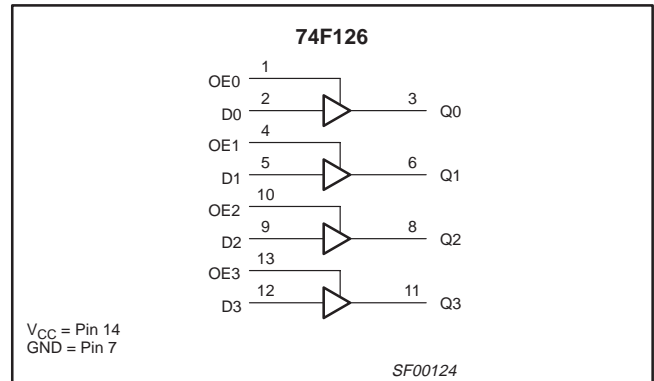 74F126
OE0 1
D0 2 3 Q0
OE1 4
D1 5 6 Q1
OE2 10
D2 9 8 Q2
OE3 13
D3 12 11 Q3
VCC = Pin 14
GND = Pin 7
SF00124